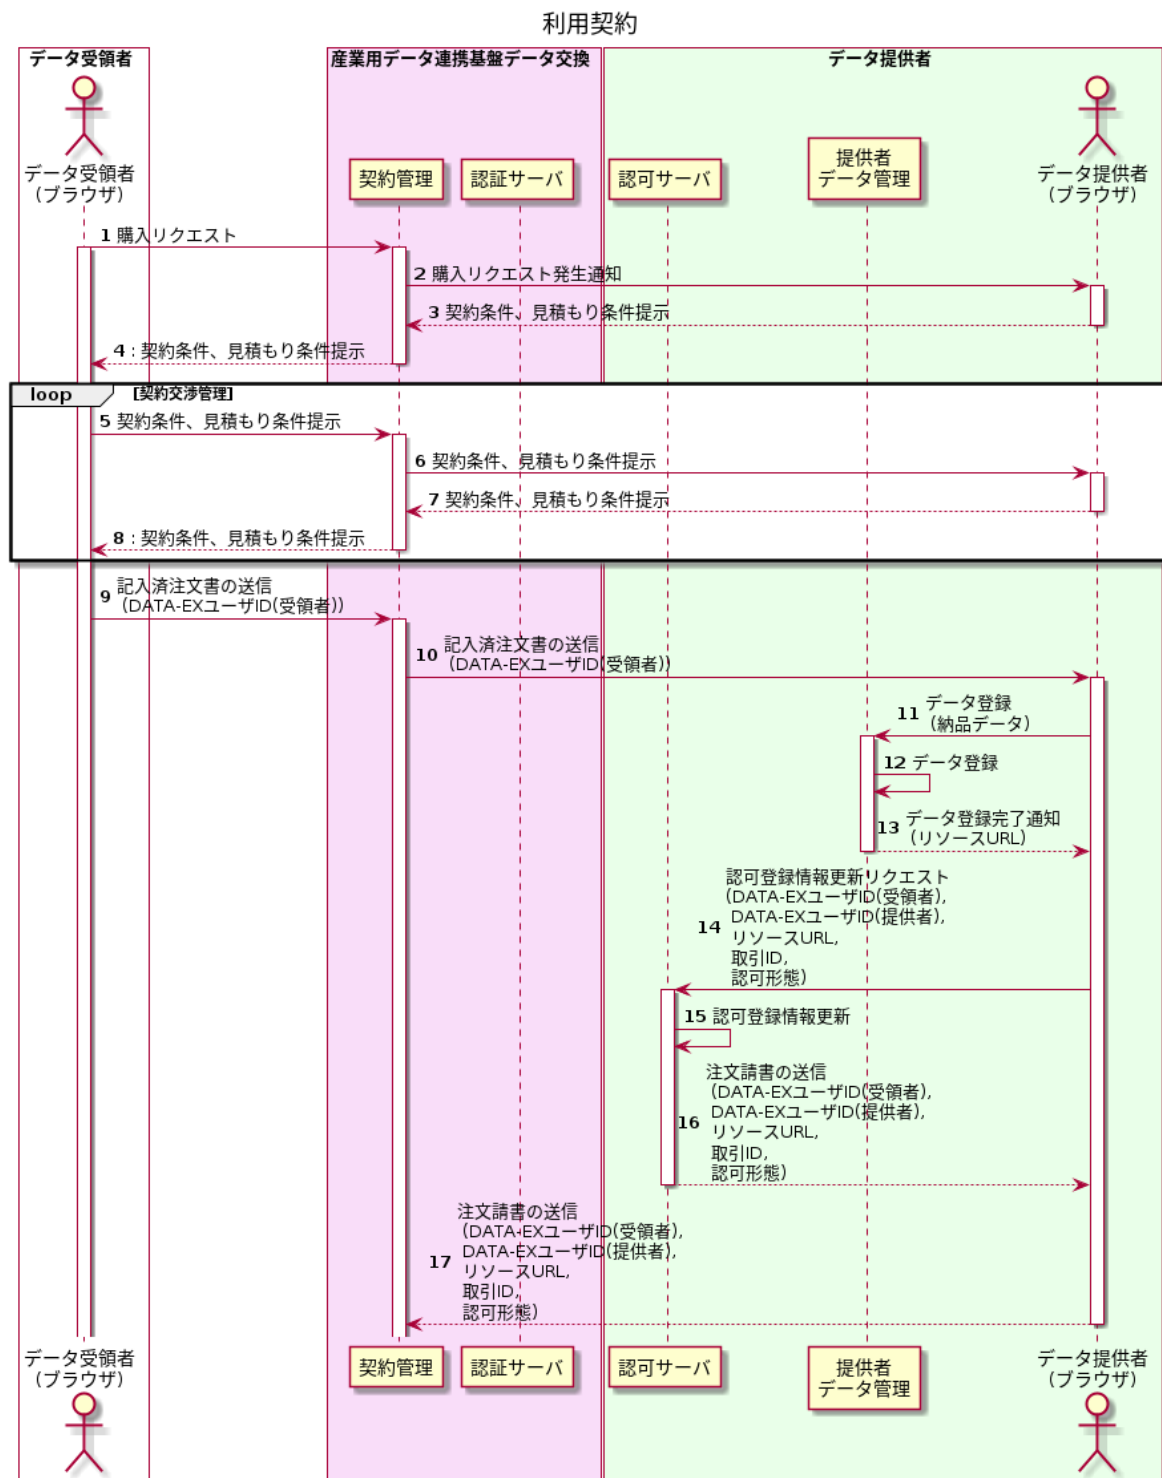 利用契約
データ受領者
産業用データ連携基盤データ交換
データ提供者
データ受領者
（ブラウザ）
契約管理
認証サーバ
認可サーバ
提供者
データ管理
データ提供者
（ブラウザ）
1 購入リクエスト
2 購入リクエスト発生通知
3 契約条件、見積もり条件提示
4 : 契約条件、見積もり条件提示
loop [契約交渉管理]
5 契約条件、見積もり条件提示
6 契約条件、見積もり条件提示
7 契約条件、見積もり条件提示
8 : 契約条件、見積もり条件提示
9 記入済注文書の送信
（DATA-EXユーザID(受領者)）
10 記入済注文書の送信
（DATA-EXユーザID(受領者)）
11 データ登録
（納品データ）
12 データ登録
13 データ登録完了通知
（リソースURL）
14 認可登録情報更新リクエスト
（DATA-EXユーザID(受領者),
DATA-EXユーザID(提供者),
リソースURL,
取引ID,
認可形態）
15 認可登録情報更新
16 注文請書の送信
（DATA-EXユーザID(受領者),
DATA-EXユーザID(提供者),
リソースURL,
取引ID,
認可形態）
17 注文請書の送信
（DATA-EXユーザID(受領者),
DATA-EXユーザID(提供者),
リソースURL,
取引ID,
認可形態）
データ受領者
（ブラウザ）
契約管理
認証サーバ
認可サーバ
提供者
データ管理
データ提供者
（ブラウザ）